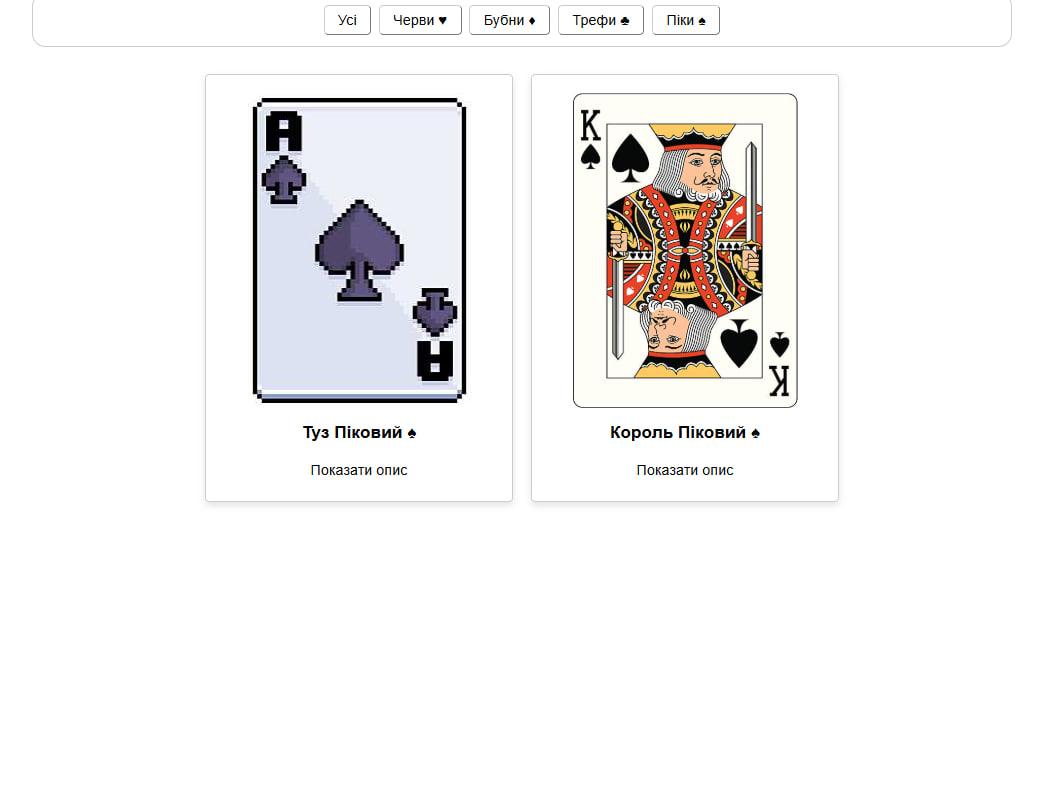 Усі Черви ♥ Бубни ♦ Трефи ♣ Піки ♠
A
A
K
K
Туз Піковий ♠ Король Піковий ♠
Показати опис Показати опис